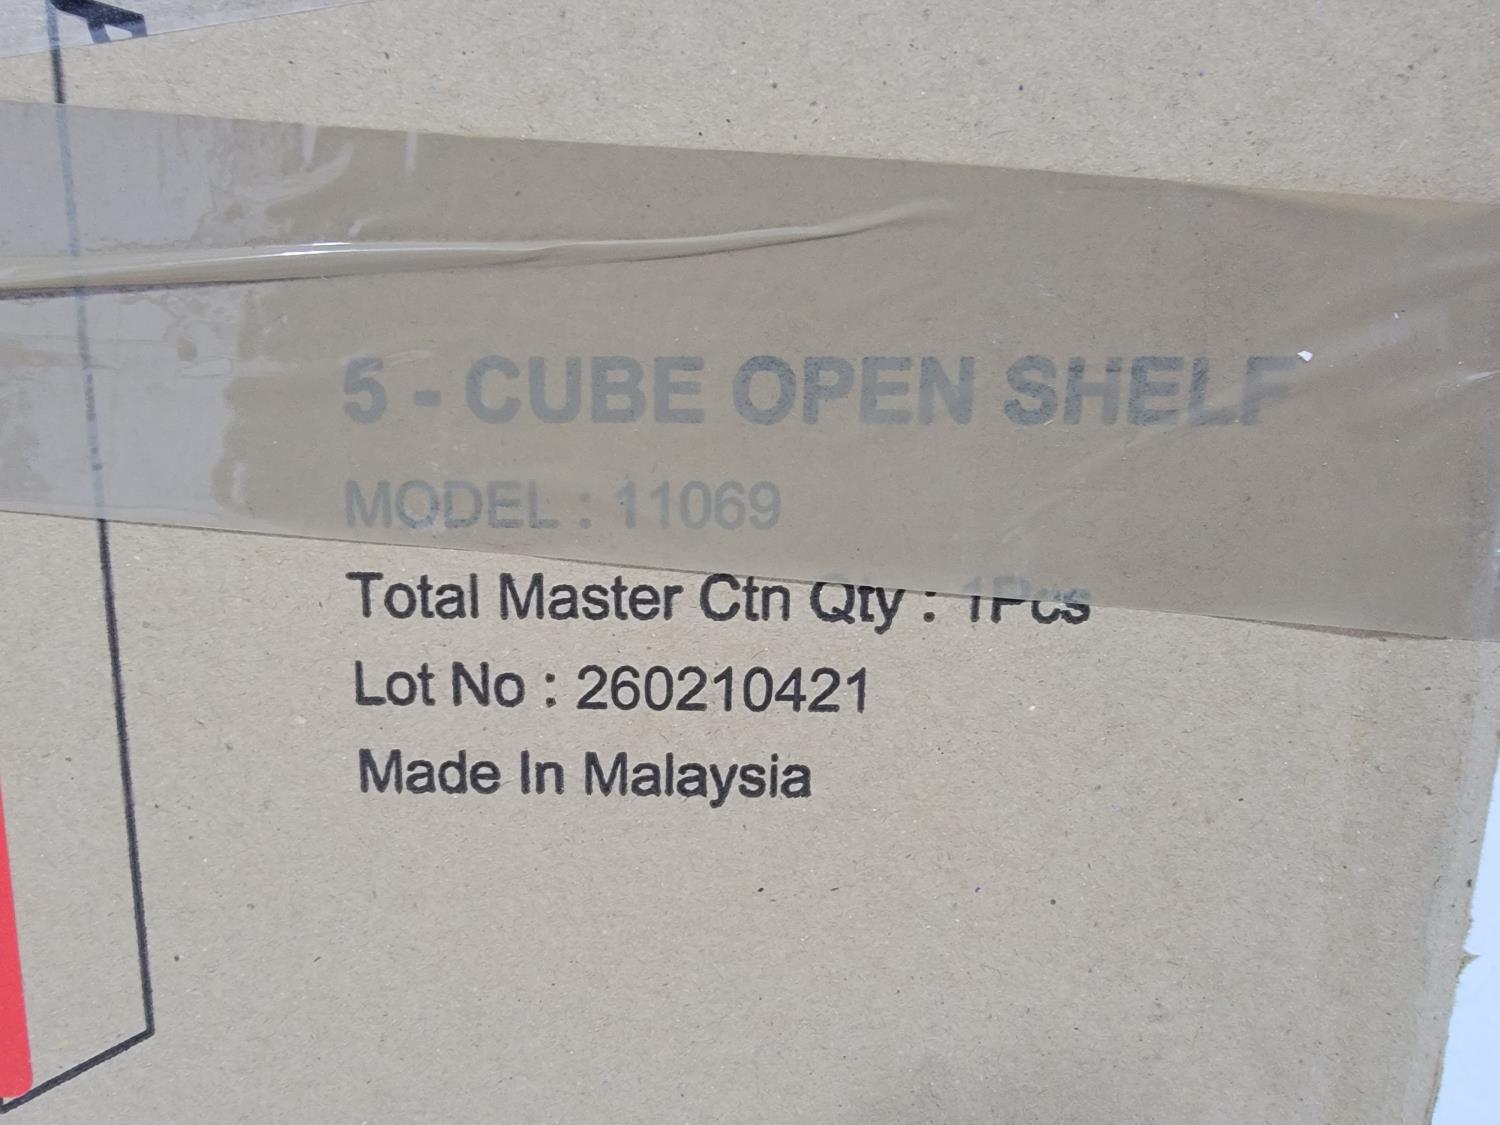 5 - CUBE OPEN SHELF
MODEL : 11069
Total Master Ctn Qty : 1Pcs
Lot No : 260210421
Made In Malaysia